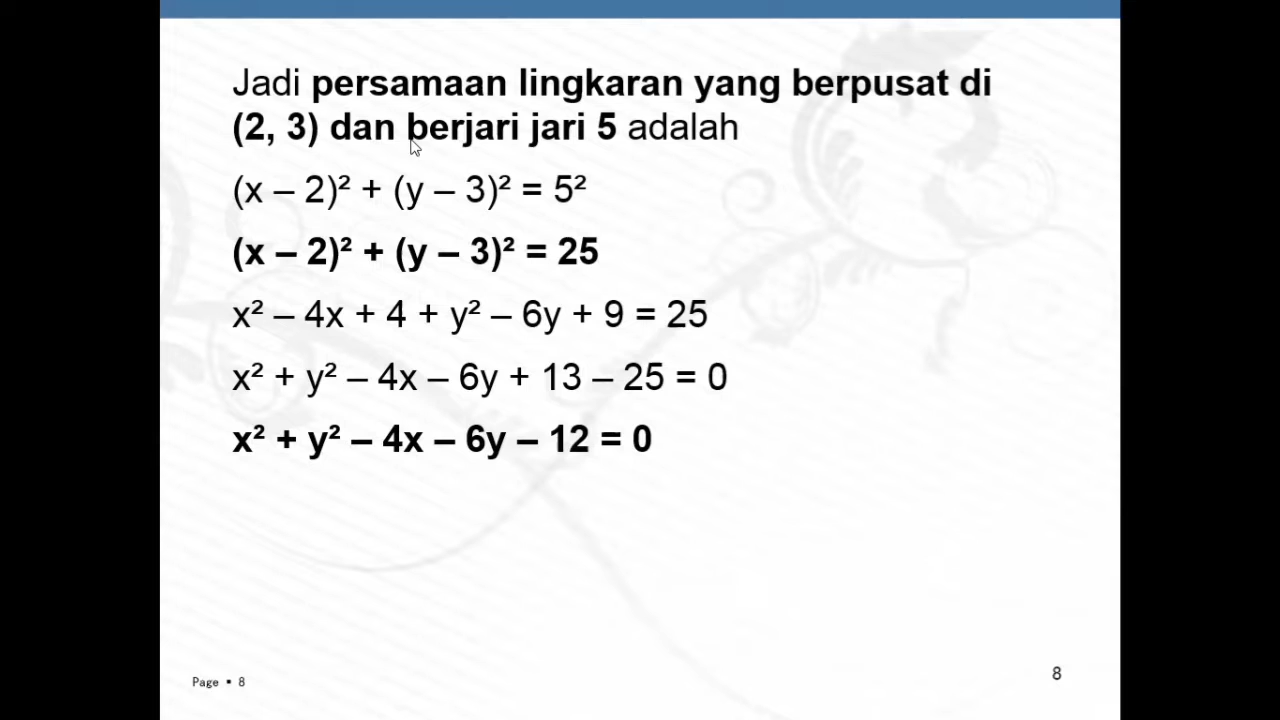 Jadi persamaan lingkaran yang berpusat di
(2, 3) dan berjari jari 5 adalah
(x – 2)² + (y – 3)² = 5²
(x – 2)² + (y – 3)² = 25
x² – 4x + 4 + y² – 6y + 9 = 25
x² + y² – 4x – 6y + 13 – 25 = 0
x² + y² – 4x – 6y – 12 = 0
Page ▪ 8
8